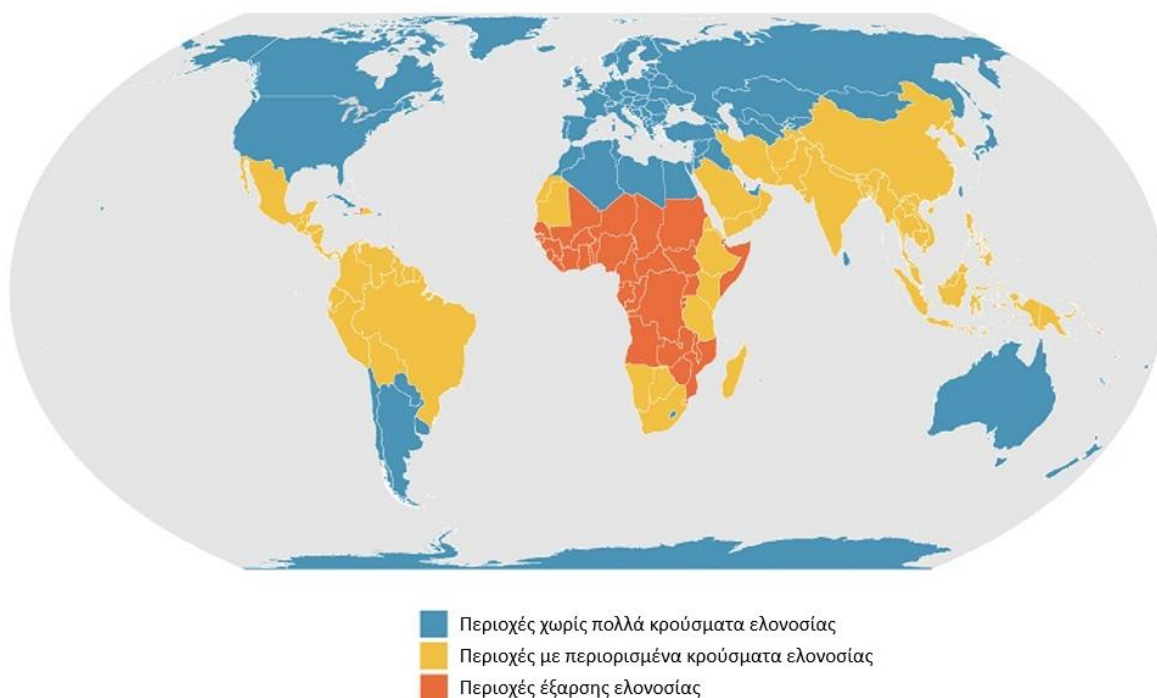 Περιοχές χωρίς πολλά κρούσματα ελονοσίας
Περιοχές με περιορισμένα κρούσματα ελονοσίας
Περιοχές έξαρσης ελονοσίας